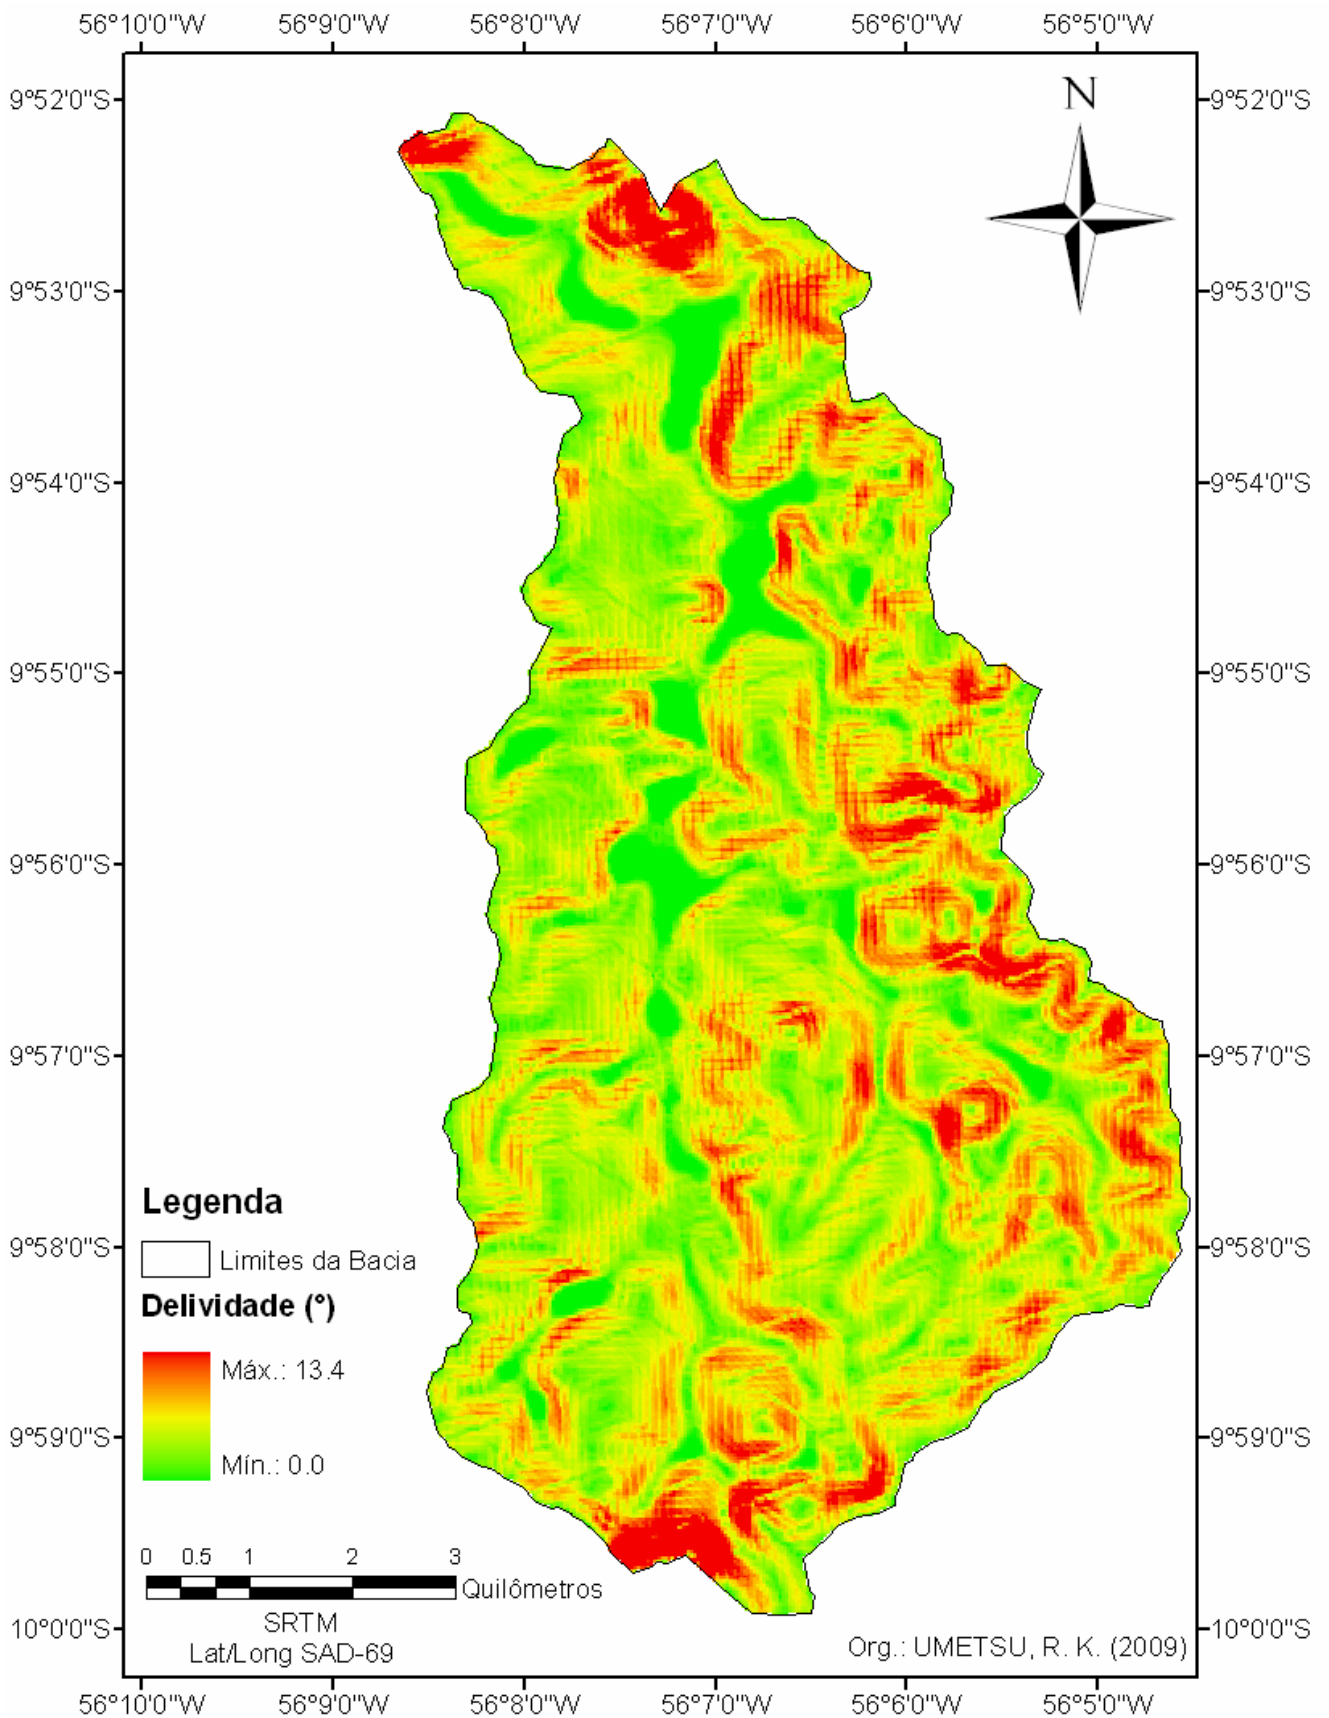 56°10'0"W 56°9'0"W 56°8'0"W 56°7'0"W 56°6'0"W 56°5'0"W
N
9°52'0"S 9°52'0"S
9°53'0"S 9°53'0"S
9°54'0"S 9°54'0"S
9°55'0"S 9°55'0"S
9°56'0"S 9°56'0"S
9°57'0"S 9°57'0"S
Legenda
9°58'0"S 9°58'0"S
Limites da Bacia
Delividade (°)
Máx.: 13.4
9°59'0"S 9°59'0"S
Mín.: 0.0
0 0.5 1 2 3
Quilômetros
SRTM
10°0'0"S 10°0'0"S
Lat/Long SAD-69
Org.: UMETSU, R. K. (2009)
56°10'0"W 56°9'0"W 56°8'0"W 56°7'0"W 56°6'0"W 56°5'0"W